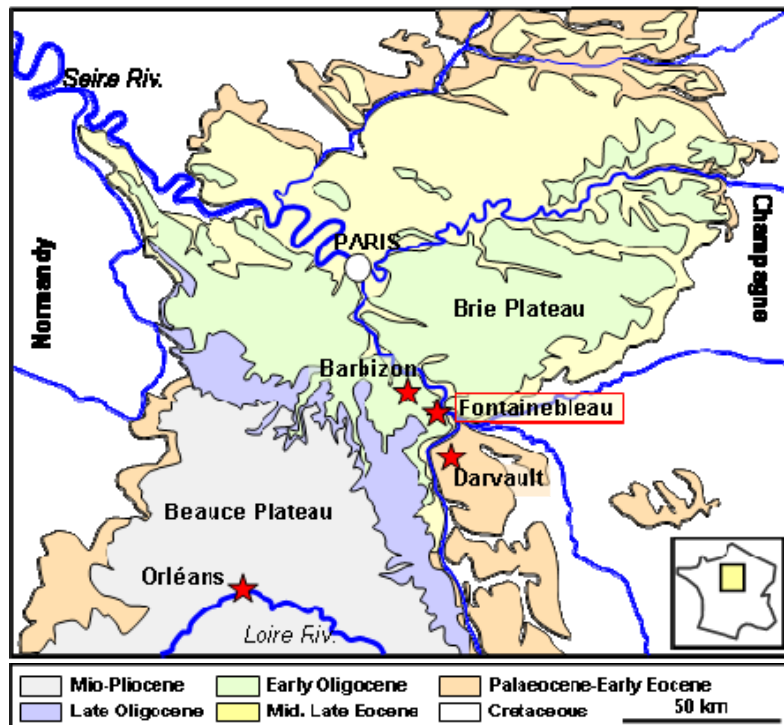 Seine Riv.
Normandy
PARIS
Champagne
Brie Plateau
Barbizon
Fontainebleau
Darvault
Beauce Plateau
Orléans
Loire Riv.
Mio-Pliocene
Early Oligocene
Palaeocene-Early Eocene
Late Oligocene
Mid. Late Eocene
Cretaceous
50 km